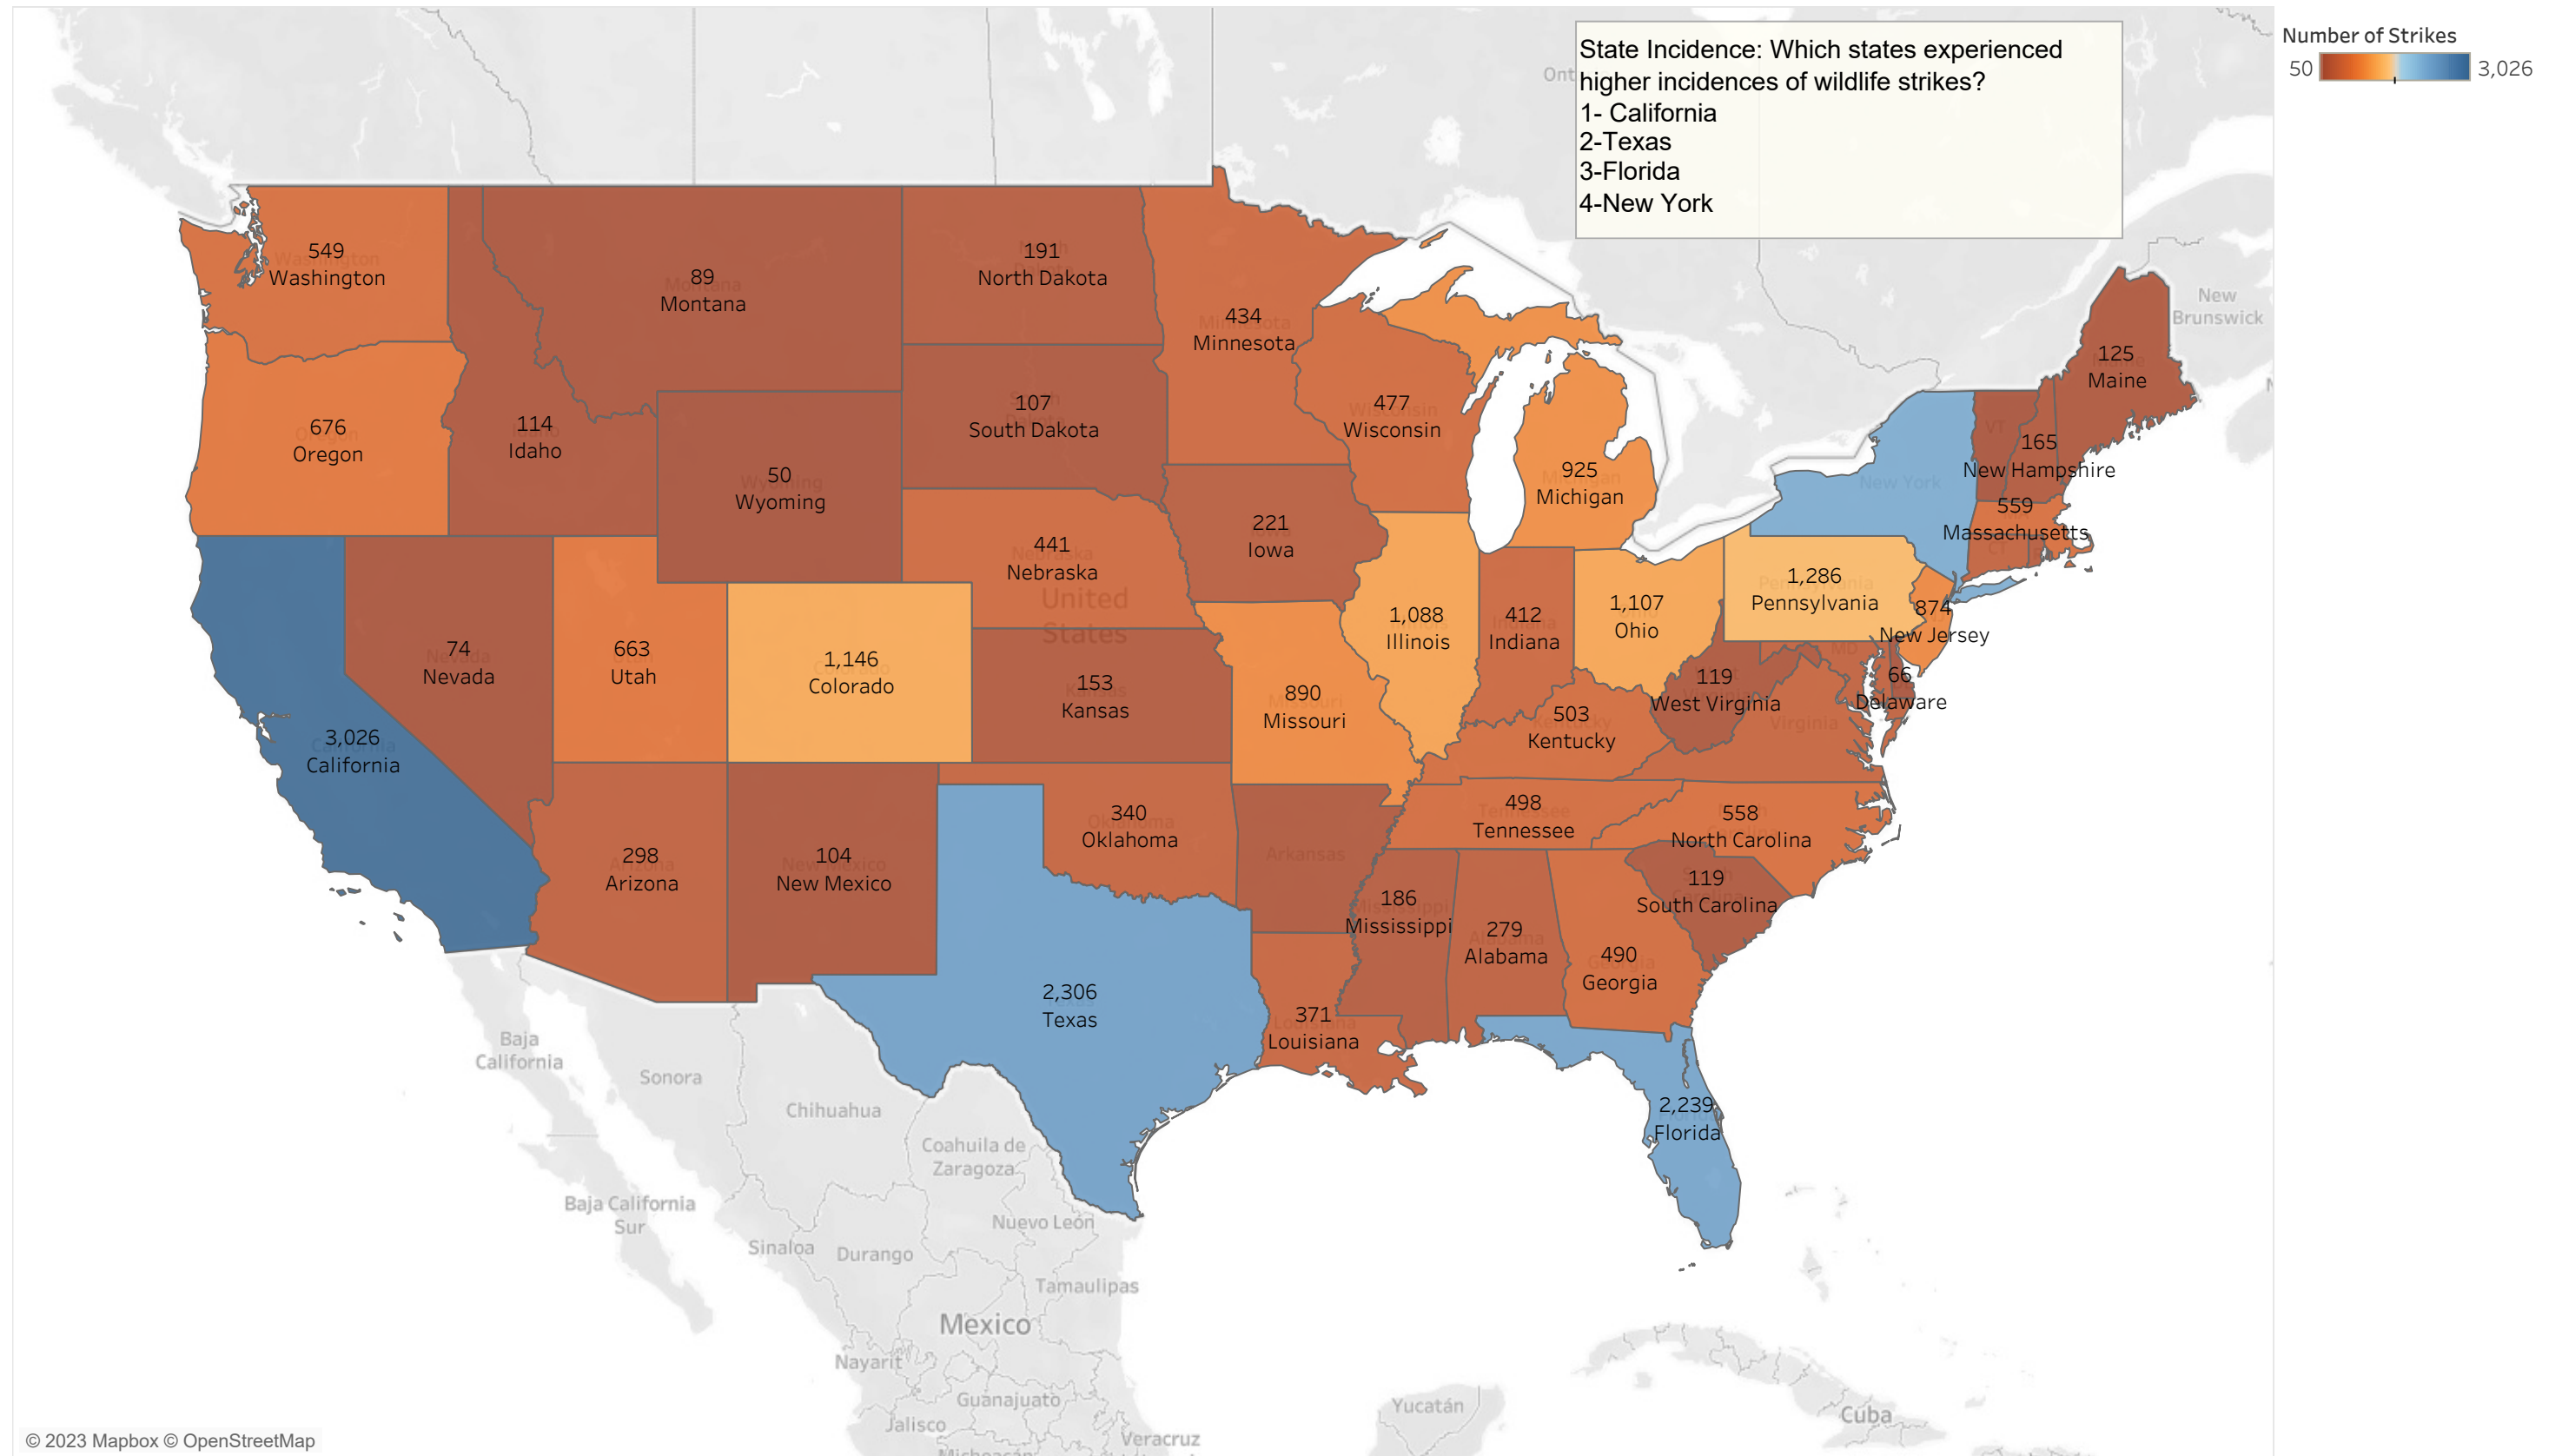 State Incidence: Which states experienced
higher incidences of wildlife strikes?
1- California
2-Texas
3-Florida
4-New York
Number of Strikes
50
3,026
Ont
New
Brunswick
549
Washington
89
Montana
191
North Dakota
434
Minnesota
125
Maine
676
Oregon
114
Idaho
107
South Dakota
477
Wisconsin
50
Wyoming
925
Michigan
New York
VT
165
New Hampshire
559
Massachusetts
CT
221
Iowa
441
Nebraska
United
States
1,286
Pennsylvania
874
New Jersey
1,088
Illinois
412
Indiana
1,107
Ohio
74
Nevada
663
Utah
1,146
Colorado
153
Kansas
890
Missouri
MD
66
Delaware
119
West Virginia
Virginia
503
Kentucky
3,026
California
340
Oklahoma
498
Tennessee
558
North Carolina
298
Arizona
104
New Mexico
Arkansas
186
Mississippi
279
Alabama
119
South Carolina
490
Georgia
2,306
Texas
371
Louisiana
2,239
Florida
Baja
California
Sonora
Chihuahua
Coahuila de
Zaragoza
Baja California
Sur
Nuevo León
Sinaloa
Durango
Tamaulipas
Mexico
Nayarit
Guanajuato
Jalisco
Veracruz
Michoacán
Yucatán
Cuba
© 2023 Mapbox © OpenStreetMap